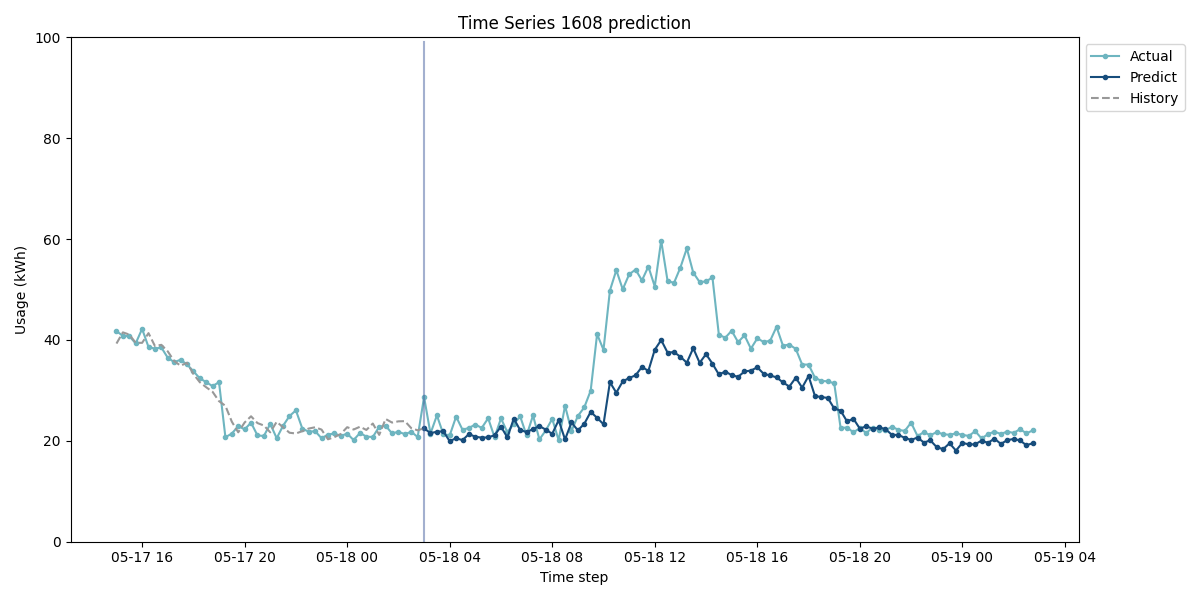 Time Series 1608 prediction
Usage (kWh)
100
80
60
40
20
0
05-17 16
05-17 20
05-18 00
05-18 04
05-18 08
05-18 12
05-18 16
05-18 20
05-19 00
05-19 04
Time step
Actual
Predict
History